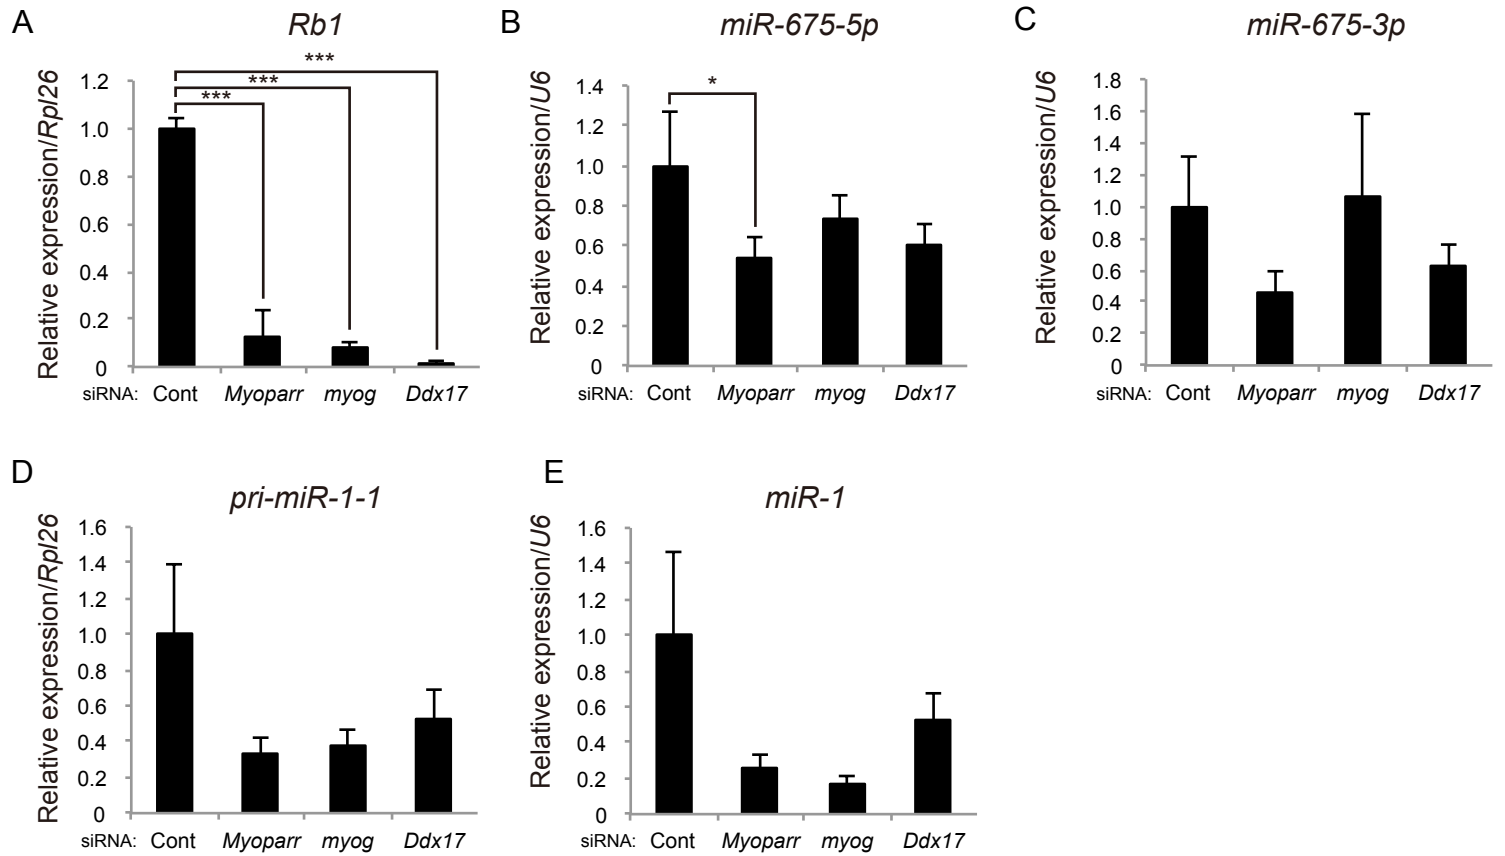 A
Rb1
Relative expression/Rpl26
1.2
1.0
0.8
0.6
0.4
0.2
0
***
***
***
siRNA: Cont Myoparr myog Ddx17
B
miR-675-5p
Relative expression/U6
1.4
1.2
1.0
0.8
0.6
0.4
0.2
0
*
siRNA: Cont Myoparr myog Ddx17
C
miR-675-3p
Relative expression/U6
1.8
1.6
1.4
1.2
1.0
0.8
0.6
0.4
0.2
0
siRNA: Cont Myoparr myog Ddx17
D
pri-miR-1-1
Relative expression/Rpl26
1.6
1.4
1.2
1.0
0.8
0.6
0.4
0.2
0
siRNA: Cont Myoparr myog Ddx17
E
miR-1
Relative expression/U6
1.6
1.4
1.2
1.0
0.8
0.6
0.4
0.2
0
siRNA: Cont Myoparr myog Ddx17